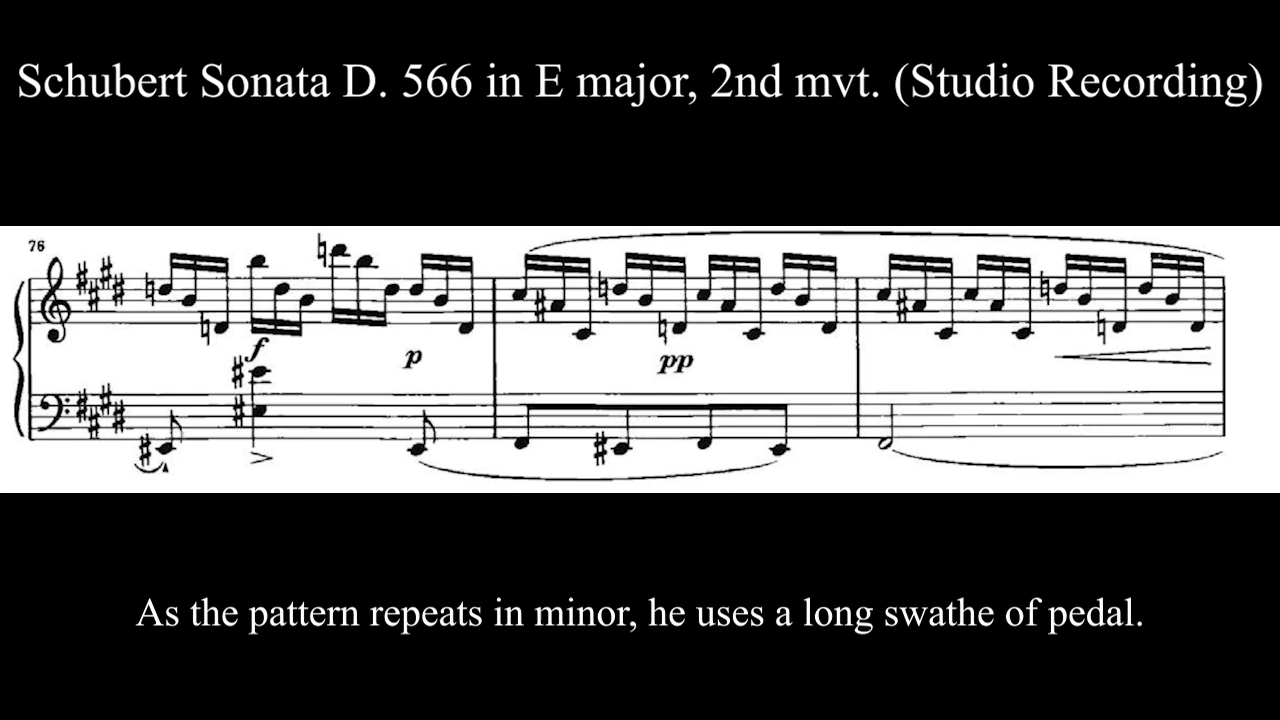 Schubert Sonata D. 566 in E major, 2nd mvt. (Studio Recording)
76
f
p
pp
As the pattern repeats in minor, he uses a long swathe of pedal.